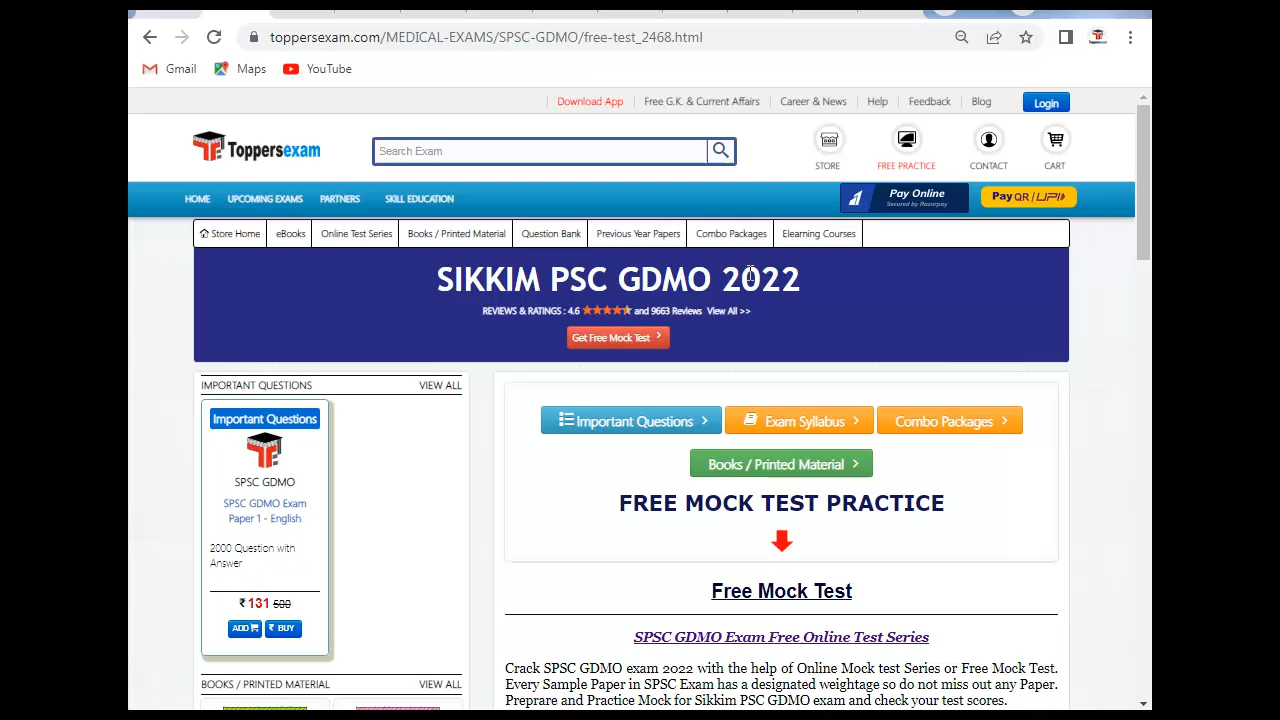 toppersexam.com/MEDICAL-EXAMS/SPSC-GDMO/free-test_2468.html
Gmail Maps YouTube
Download App Free G.K. & Current Affairs Career & News Help Feedback Blog Login
Toppersexam
Search Exam
STORE FREE PRACTICE CONTACT CART
HOME UPCOMING EXAMS PARTNERS SKILL EDUCATION
Pay Online
Secured by Razorpay
Pay QR / UPI
Store Home eBooks Online Test Series Books / Printed Material Question Bank Previous Year Papers Combo Packages Elearning Courses
SIKKIM PSC GDMO 2022
REVIEWS & RATINGS : 4.6 and 9663 Reviews View All >>
Get Free Mock Test
IMPORTANT QUESTIONS VIEW ALL
Important Questions
SPSC GDMO
SPSC GDMO Exam
Paper 1 - English
2000 Question with
Answer
₹ 131 500
ADD ₹ BUY
BOOKS / PRINTED MATERIAL VIEW ALL
Important Questions Exam Syllabus Combo Packages
Books / Printed Material
FREE MOCK TEST PRACTICE
Free Mock Test
SPSC GDMO Exam Free Online Test Series
Crack SPSC GDMO exam 2022 with the help of Online Mock test Series or Free Mock Test.
Every Sample Paper in SPSC Exam has a designated weightage so do not miss out any Paper.
Preprare and Practice Mock for Sikkim PSC GDMO exam and check your test scores.